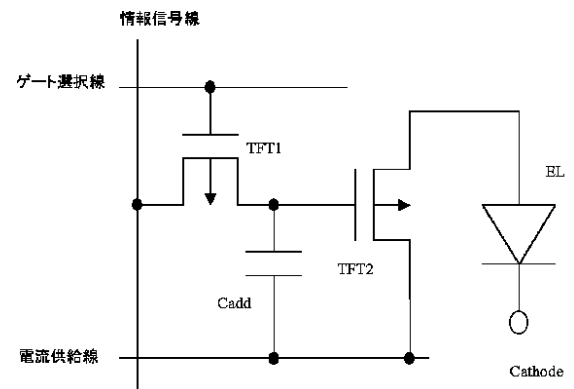 情報信号線
ゲート選択線
TFT1
EL
TFT2
Cadd
電流供給線
Cathode